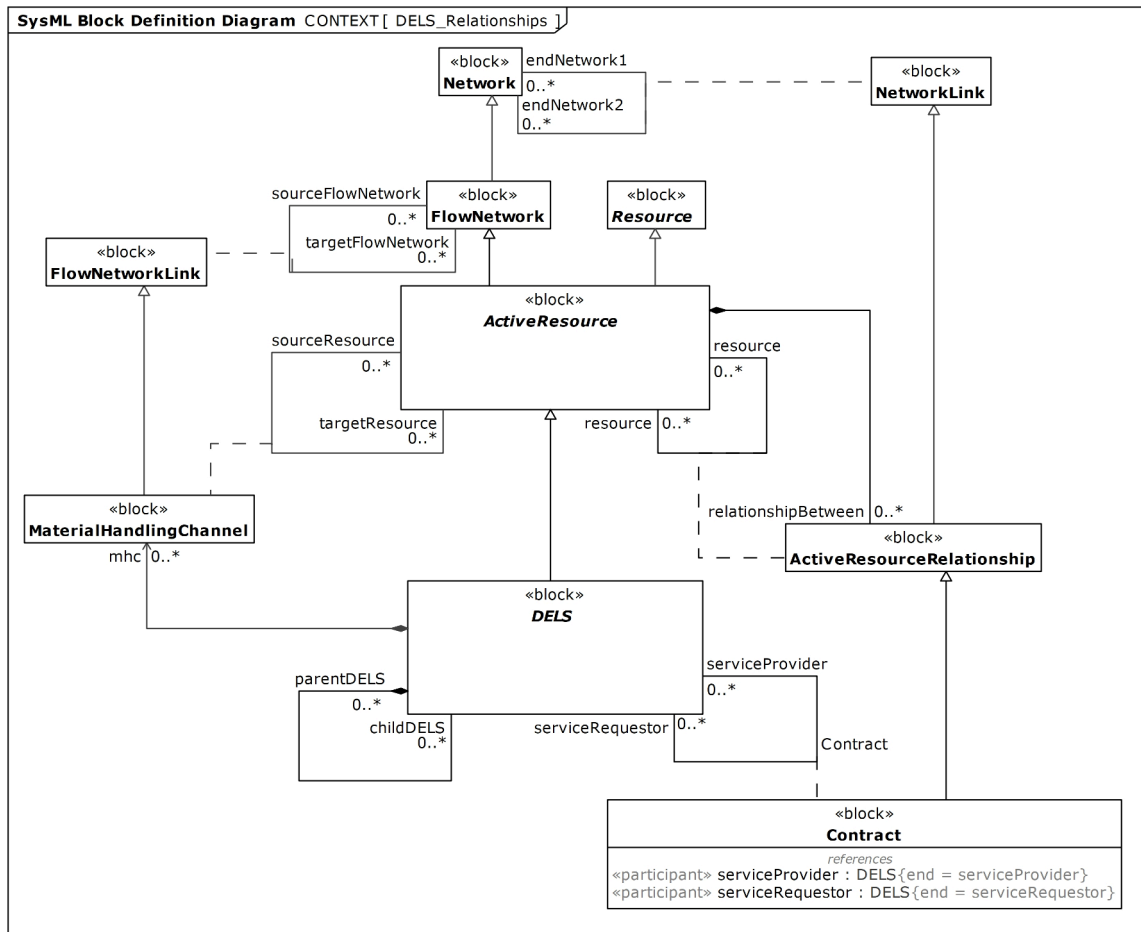 SysML Block Definition Diagram CONTEXT [ DELS_Relationships ]
«block»
Network
endNetwork1
0..*
endNetwork2
0..*
«block»
NetworkLink
sourceFlowNetwork
0..*
targetFlowNetwork
0..*
«block»
FlowNetwork
«block»
Resource
«block»
FlowNetworkLink
«block»
ActiveResource
sourceResource
0..*
targetResource
0..*
resource
0..*
resource
0..*
«block»
MaterialHandlingChannel
mhc 0..*
relationshipBetween 0..*
«block»
ActiveResourceRelationship
«block»
DELS
parentDELS
0..*
childDELS
0..*
serviceProvider
0..*
serviceRequestor 0..*
Contract
«block»
Contract
references
«participant» serviceProvider : DELS{end = serviceProvider}
«participant» serviceRequestor : DELS{end = serviceRequestor}